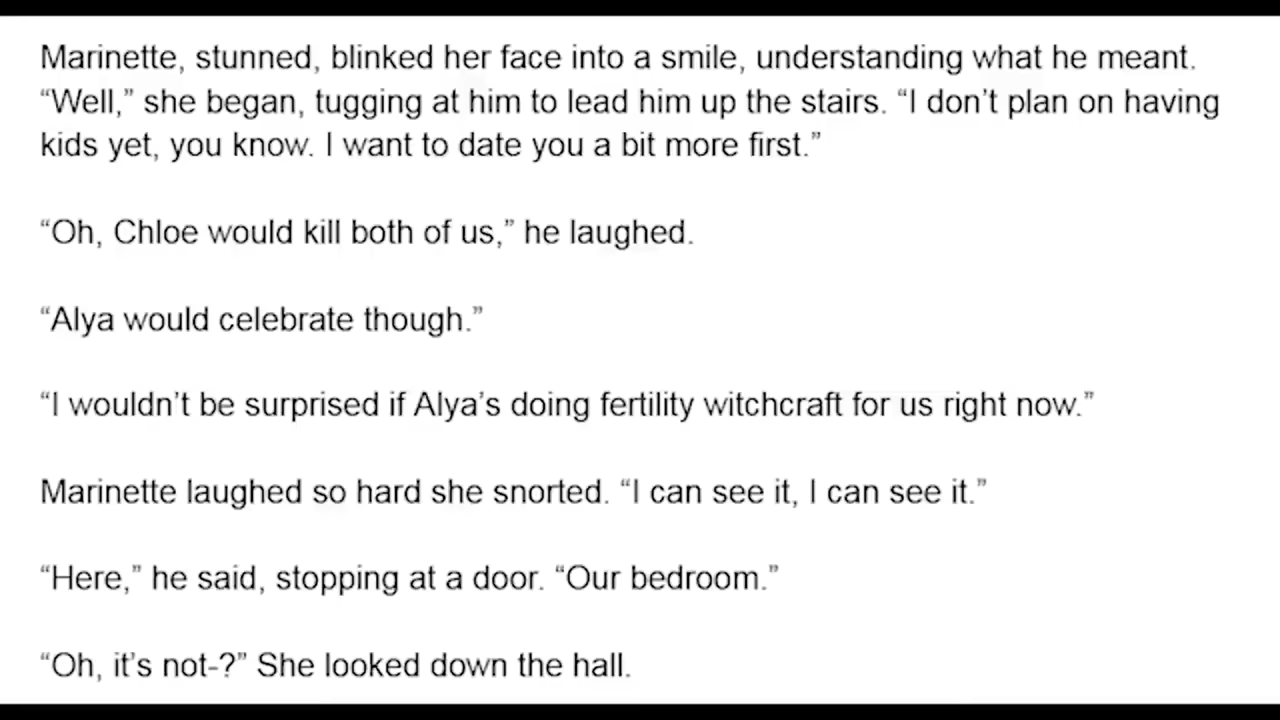 Marinette, stunned, blinked her face into a smile, understanding what he meant.
“Well,” she began, tugging at him to lead him up the stairs. “I don’t plan on having
kids yet, you know. I want to date you a bit more first.”
“Oh, Chloe would kill both of us,” he laughed.
“Alya would celebrate though.”
“I wouldn’t be surprised if Alya’s doing fertility witchcraft for us right now.”
Marinette laughed so hard she snorted. “I can see it, I can see it.”
“Here,” he said, stopping at a door. “Our bedroom.”
“Oh, it’s not-?” She looked down the hall.